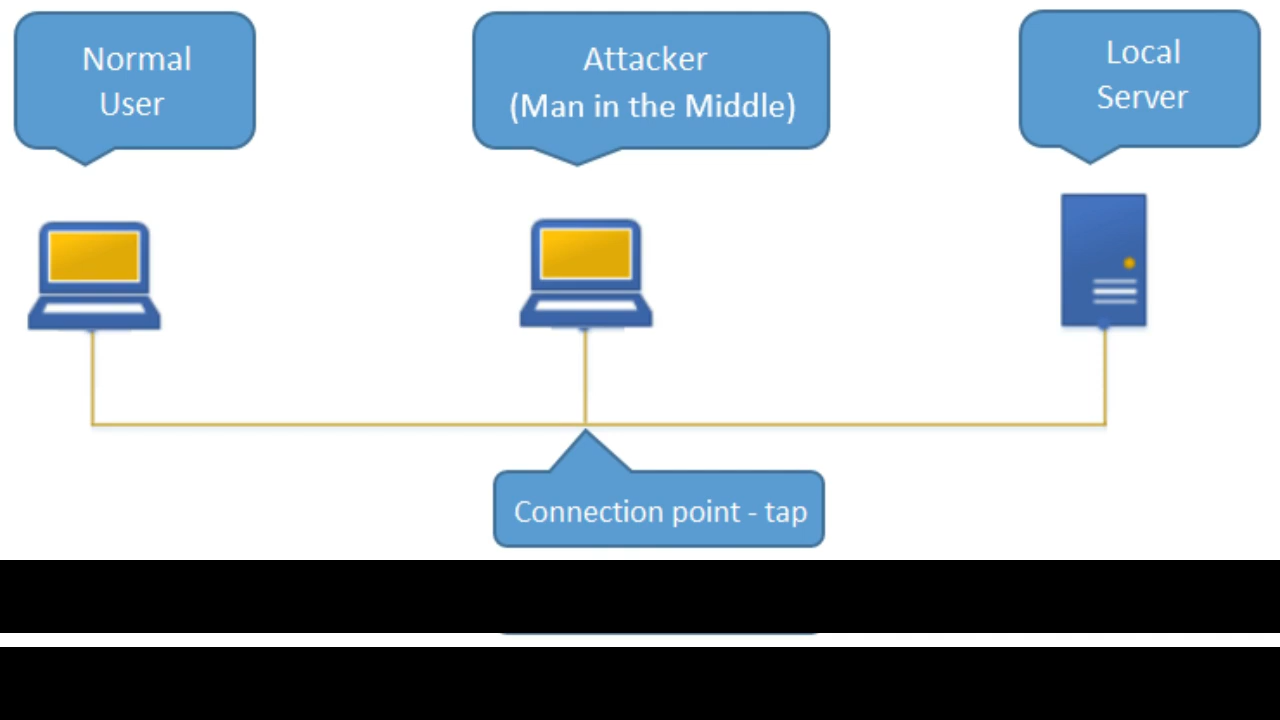 Normal
User
Attacker
(Man in the Middle)
Local
Server
Connection point - tap